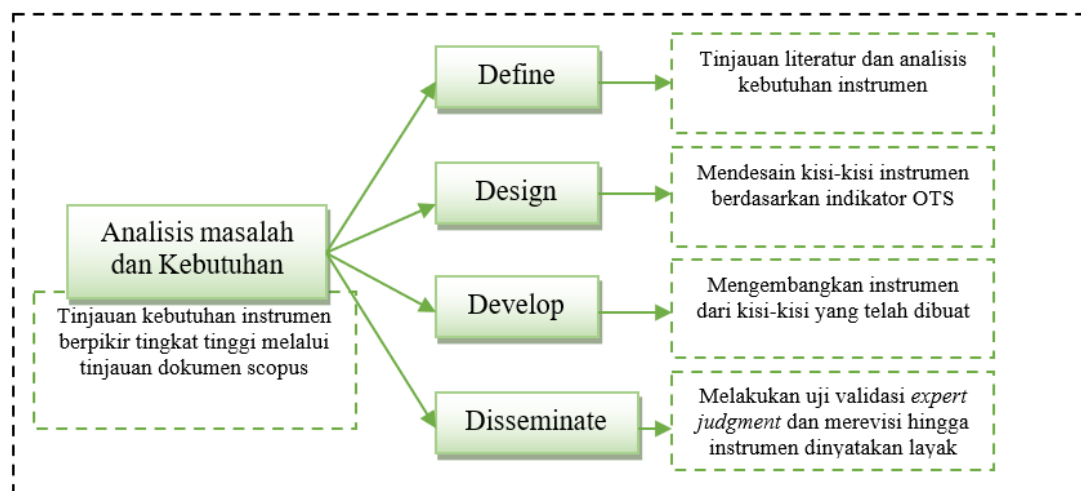 Define
Tinjauan literatur dan analisis
kebutuhan instrumen
Design
Mendesain kisi-kisi instrumen
berdasarkan indikator OTS
Analisis masalah
dan Kebutuhan
Tinjauan kebutuhan instrumen
berpikir tingkat tinggi melalui
tinjauan dokumen scopus
Develop
Mengembangkan instrumen
dari kisi-kisi yang telah dibuat
Disseminate
Melakukan uji validasi expert
judgment dan merevisi hingga
instrumen dinyatakan layak